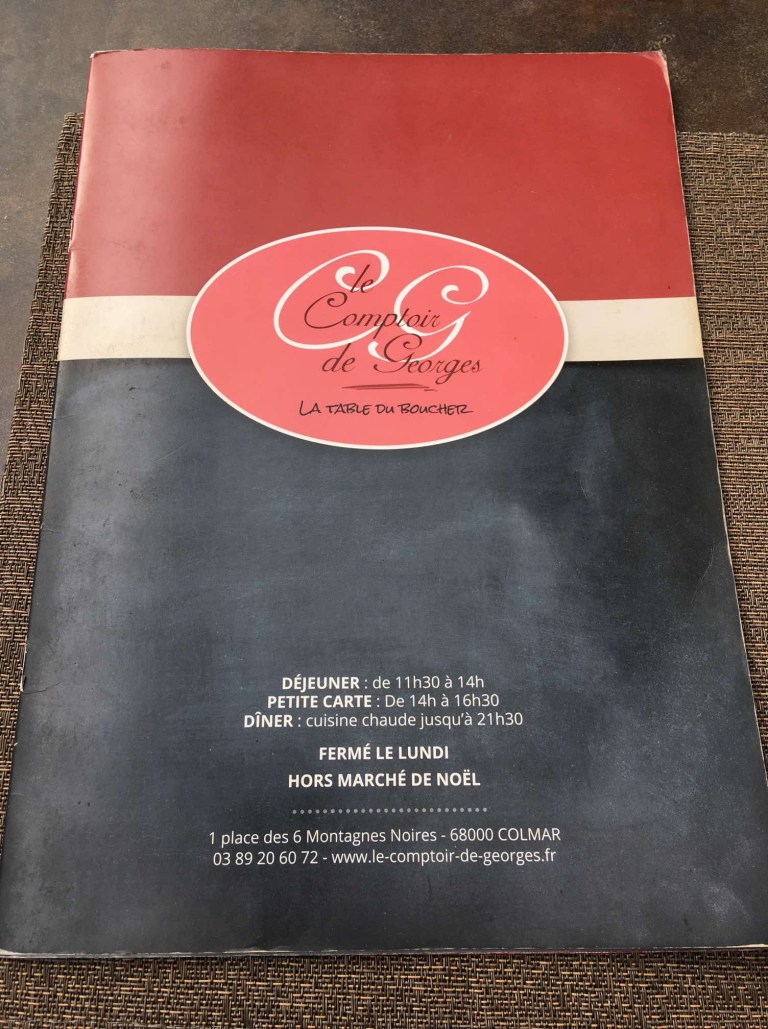 CG
le
Comptoir
de Georges
LA TABLE DU BOUCHER
DÉJEUNER : de 11h30 à 14h
PETITE CARTE : De 14h à 16h30
DÎNER : cuisine chaude jusqu'à 21h30
FERMÉ LE LUNDI
HORS MARCHÉ DE NOËL
1 place des 6 Montagnes Noires - 68000 COLMAR
03 89 20 60 72 - www.le-comptoir-de-georges.fr